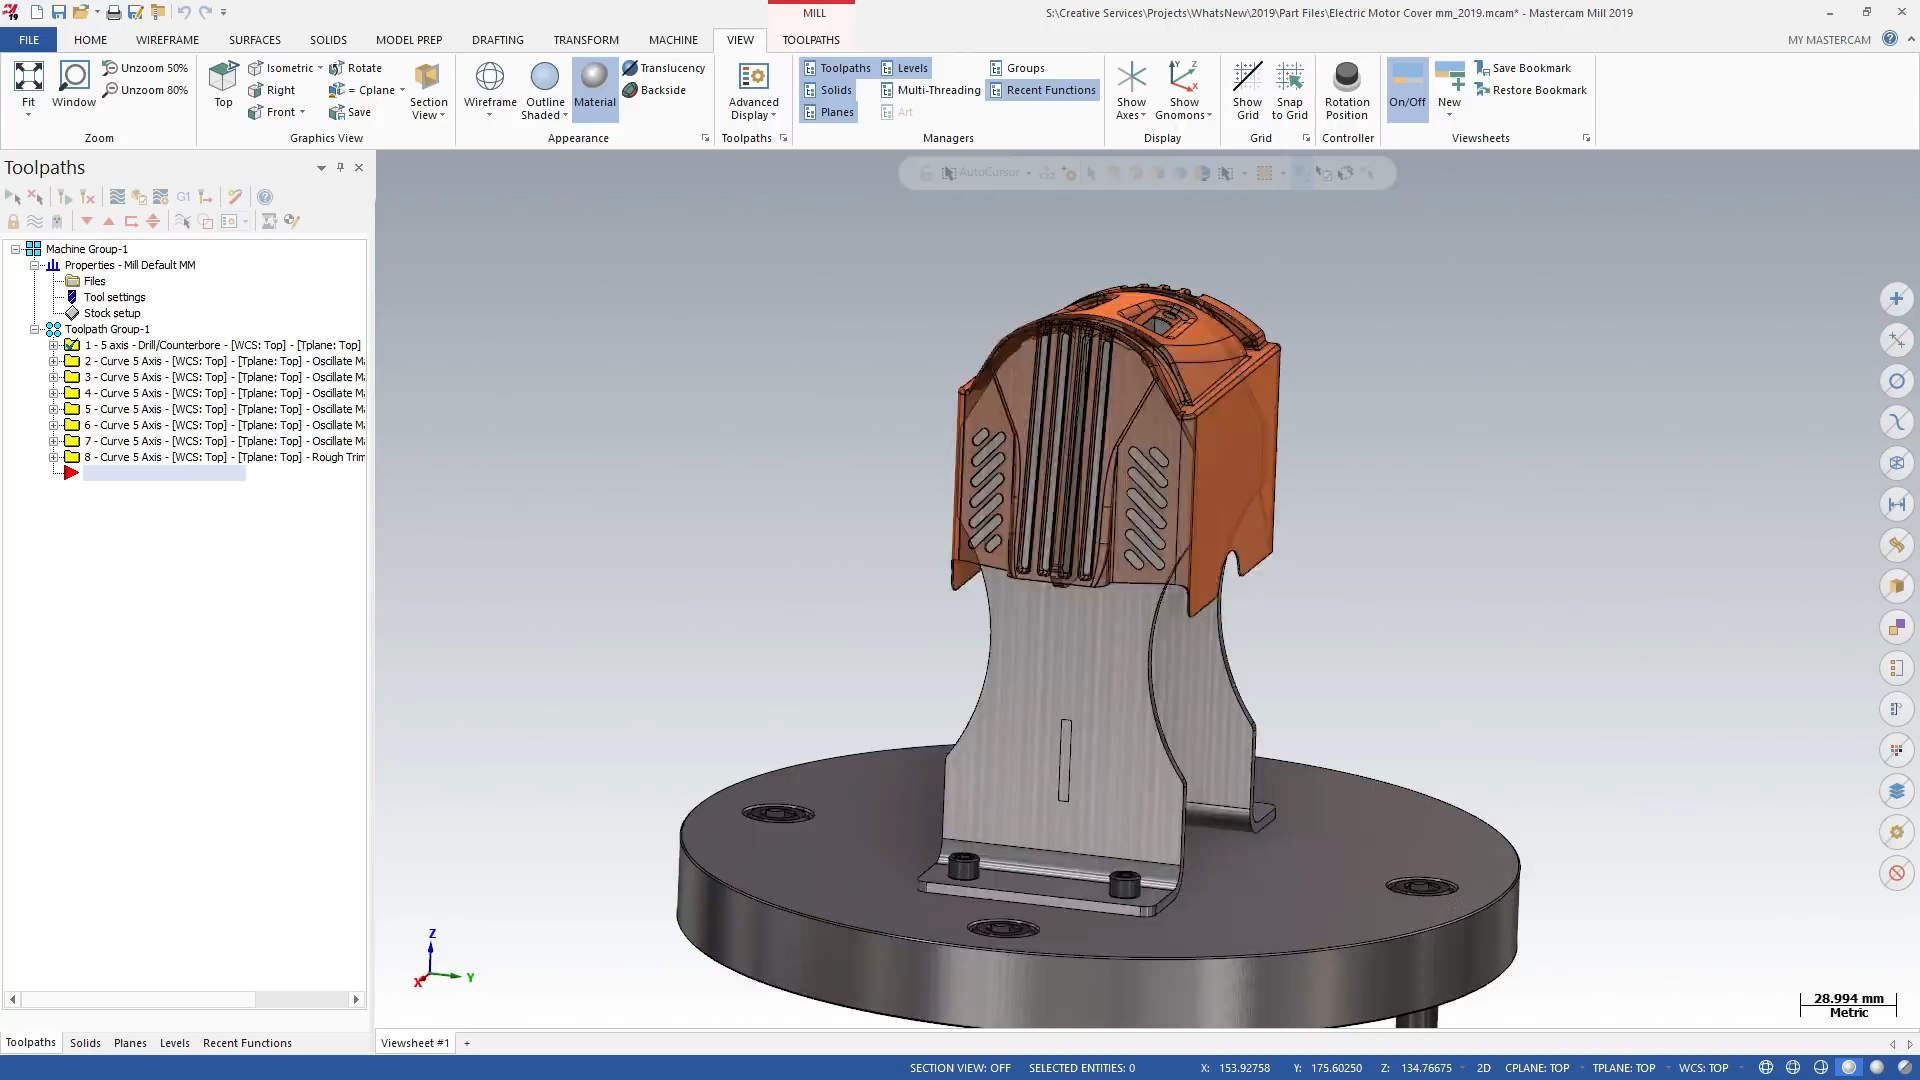 19
MILL
S:\Creative Services\Projects\WhatsNew\2019\Part Files\Electric Motor Cover mm_2019.mcam* - Mastercam Mill 2019
FILE HOME WIREFRAME SURFACES SOLIDS MODEL PREP DRAFTING TRANSFORM MACHINE VIEW TOOLPATHS MY MASTERCAM
Fit Window Unzoom 50% Unzoom 80% Zoom
Top Isometric Right Front Rotate = Cplane Save Section View Graphics View
Wireframe Outline Shaded Material Translucency Backside Appearance
Advanced Display Toolpaths
Toolpaths Solids Planes Levels Multi-Threading Art Groups Recent Functions Managers
Show Axes Show Gnomons Display
Show Grid Snap to Grid Grid
Rotation Position Controller
On/Off New Save Bookmark Restore Bookmark Viewsheets
Toolpaths
AutoCursor
G1
Machine Group-1
Properties - Mill Default MM
Files
Tool settings
Stock setup
Toolpath Group-1
1 - 5 axis - Drill/Counterbore - [WCS: Top] - [Tplane: Top]
2 - Curve 5 Axis - [WCS: Top] - [Tplane: Top] - Oscillate M
3 - Curve 5 Axis - [WCS: Top] - [Tplane: Top] - Oscillate M
4 - Curve 5 Axis - [WCS: Top] - [Tplane: Top] - Oscillate M
5 - Curve 5 Axis - [WCS: Top] - [Tplane: Top] - Oscillate M
6 - Curve 5 Axis - [WCS: Top] - [Tplane: Top] - Oscillate M
7 - Curve 5 Axis - [WCS: Top] - [Tplane: Top] - Oscillate M
8 - Curve 5 Axis - [WCS: Top] - [Tplane: Top] - Rough Trim
Z
Y
X
28.994 mm
Metric
Toolpaths Solids Planes Levels Recent Functions
Viewsheet #1 +
SECTION VIEW: OFF SELECTED ENTITIES: 0 X: 153.92758 Y: 175.60250 Z: 134.76675 2D CPLANE: TOP TPLANE: TOP WCS: TOP